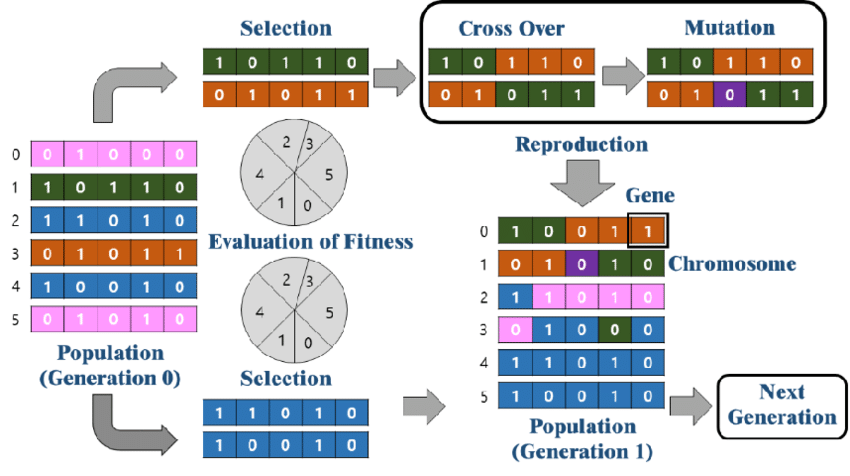 Selection
1 0 1 1 0
0 1 0 1 1
Cross Over
1 0 1 1 0
0 1 0 1 1
Mutation
1 0 1 1 0
0 1 0 1 1
0 0 1 0 0 0
1 1 0 1 1 0
2 1 1 0 1 0
3 0 1 0 1 1
4 1 0 0 1 0
5 0 1 0 1 0
Population
(Generation 0)
2 3
4 5
1 0
Evaluation of Fitness
2 3
4 5
1 0
Selection
1 1 0 1 0
1 0 0 1 0
Reproduction
Gene
0 1 0 0 1 1
1 0 1 0 1 0
Chromosome
2 1 1 0 1 0
3 0 1 0 0 0
4 1 1 0 1 0
5 1 0 0 1 0
Population
(Generation 1)
Next
Generation